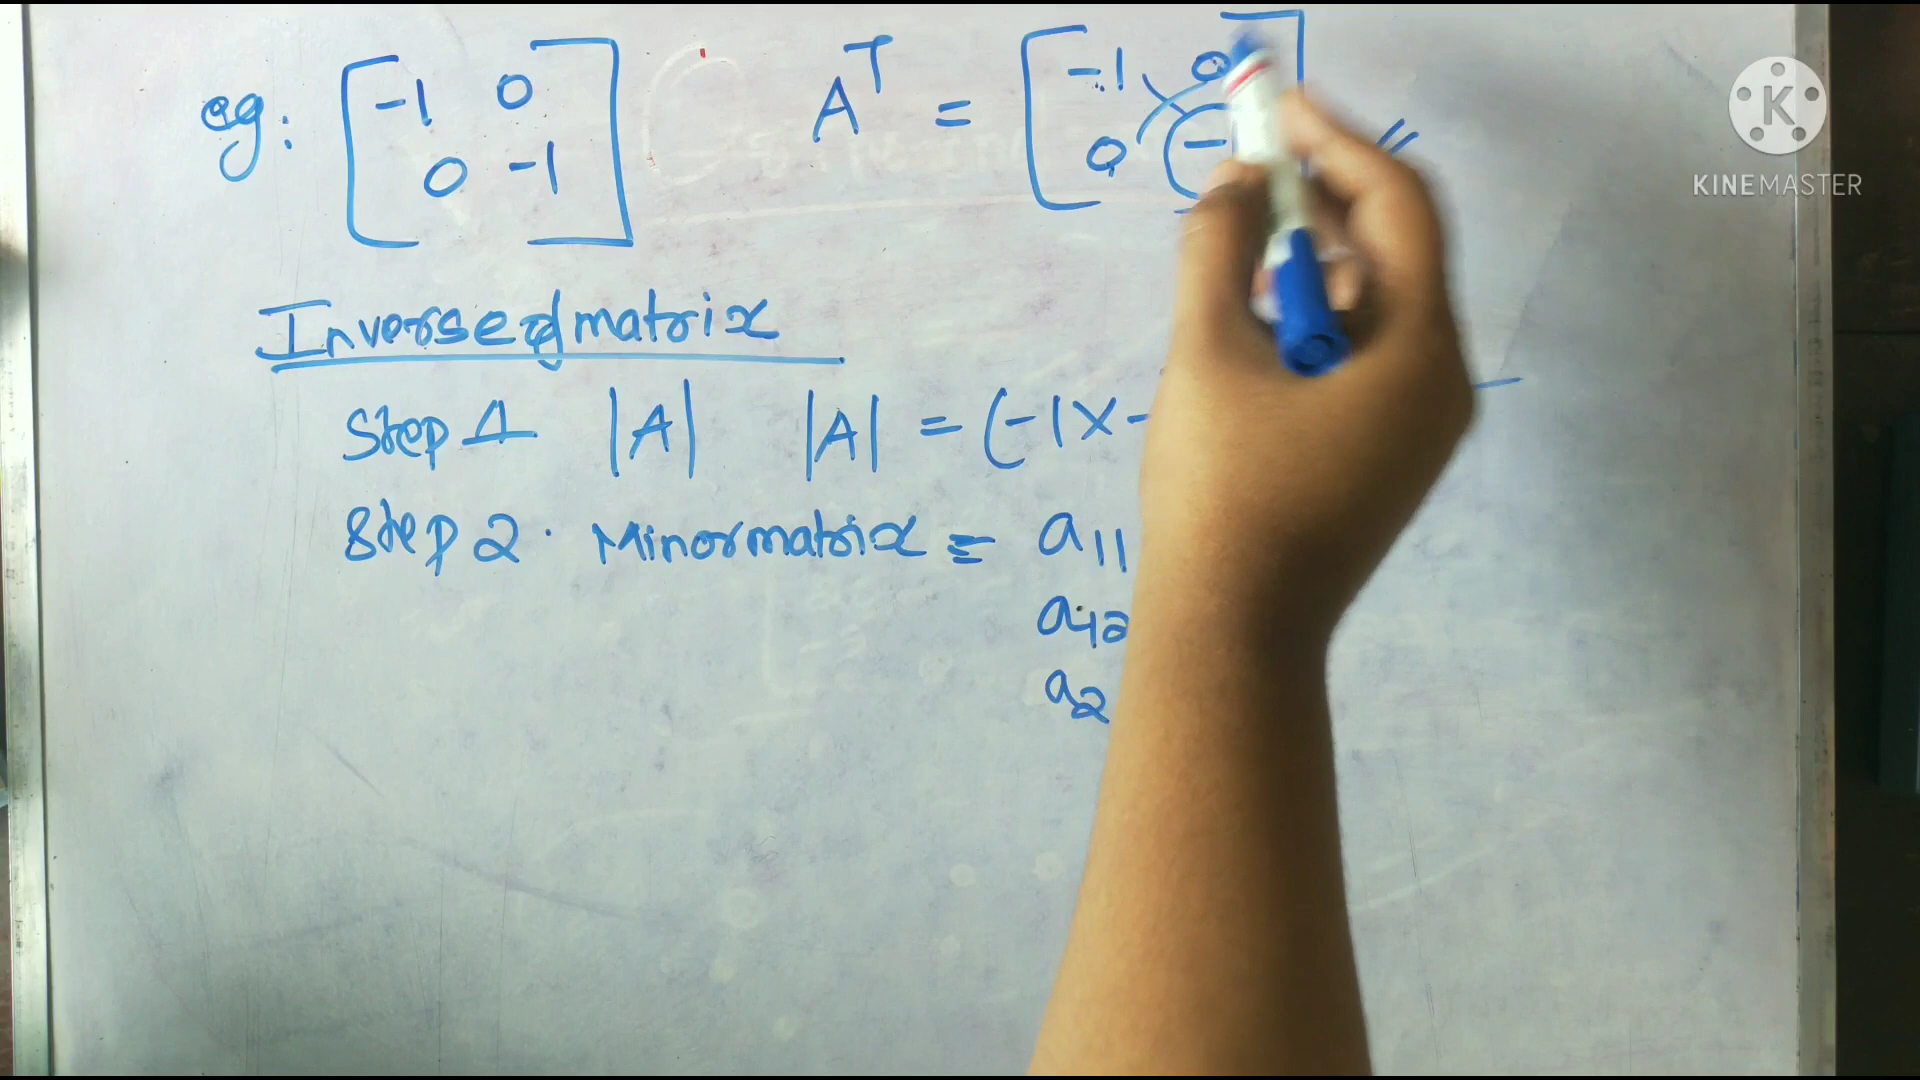 eg: [ -1 0 A^T = [ -1 0 ]
0 -1 ] 0 -
KINEMASTER
Inverse of matrix
Step 1 |A| |A| = (-1 x -
Step 2. Minor matrix = a11
a12
a2